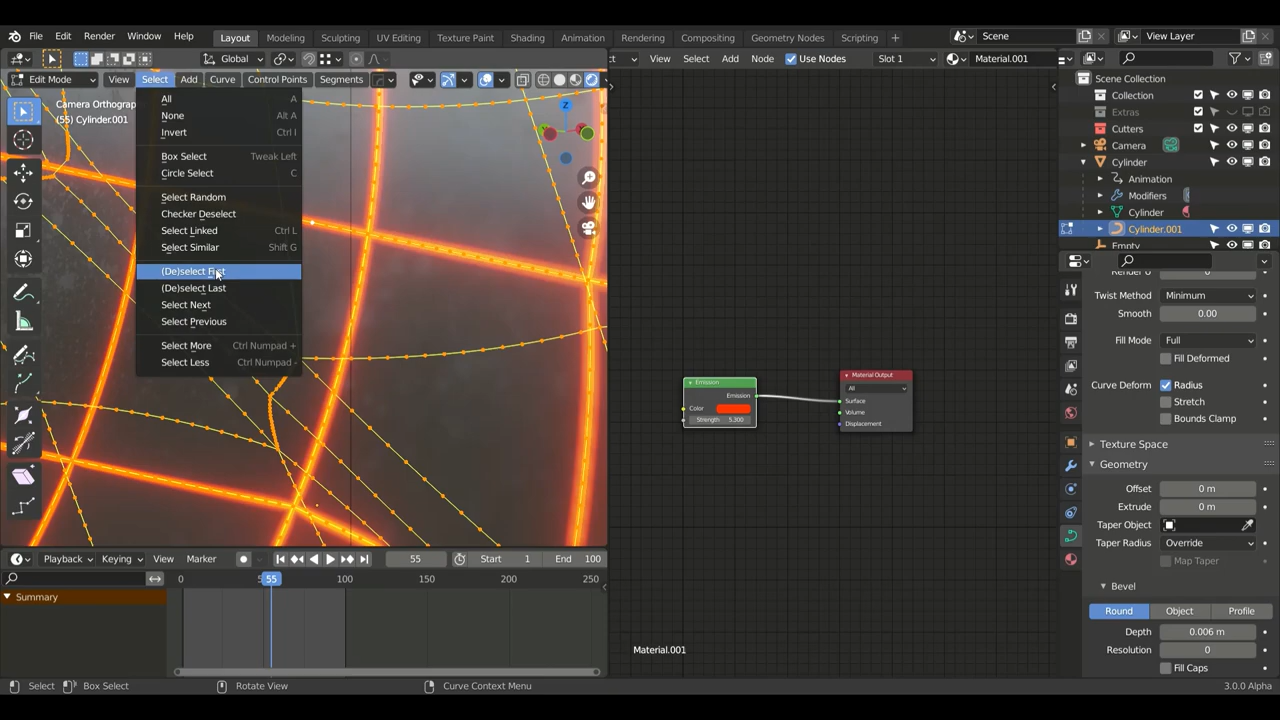 File Edit Render Window Help Layout Modeling Sculpting UV Editing Texture Paint Shading Animation Rendering Compositing Geometry Nodes Scripting + Scene View Layer
Global View Select Add Node Use Nodes Slot 1 Material.001
Edit Mode View Select Add Curve Control Points Segments
Camera Orthograp
(55) Cylinder.001
All A
None Alt A
Invert Ctrl I
Box Select Tweak Left
Circle Select C
Select Random
Checker Deselect
Select Linked Ctrl L
Select Similar Shift G
(De)select First
(De)select Last
Select Next
Select Previous
Select More Ctrl Numpad +
Select Less Ctrl Numpad -
Z
Emission
Emission
Color
Strength 5.300
Material Output
All
Surface
Volume
Displacement
Material.001
Scene Collection
Collection
Extras
Cutters
Camera
Cylinder
Animation
Modifiers
Cylinder
Cylinder.001
Empty
0
Twist Method Minimum
Smooth 0.00
Fill Mode Full
Fill Deformed
Curve Deform Radius
Stretch
Bounds Clamp
Texture Space
Geometry
Offset 0 m
Extrude 0 m
Taper Object
Taper Radius Override
Map Taper
Bevel
Round Object Profile
Depth 0.006 m
Resolution 0
Fill Caps
Playback Keying View Marker 55 Start 1 End 100
0 55 100 150 200 250
Summary
Select Box Select Rotate View Curve Context Menu 3.0.0 Alpha